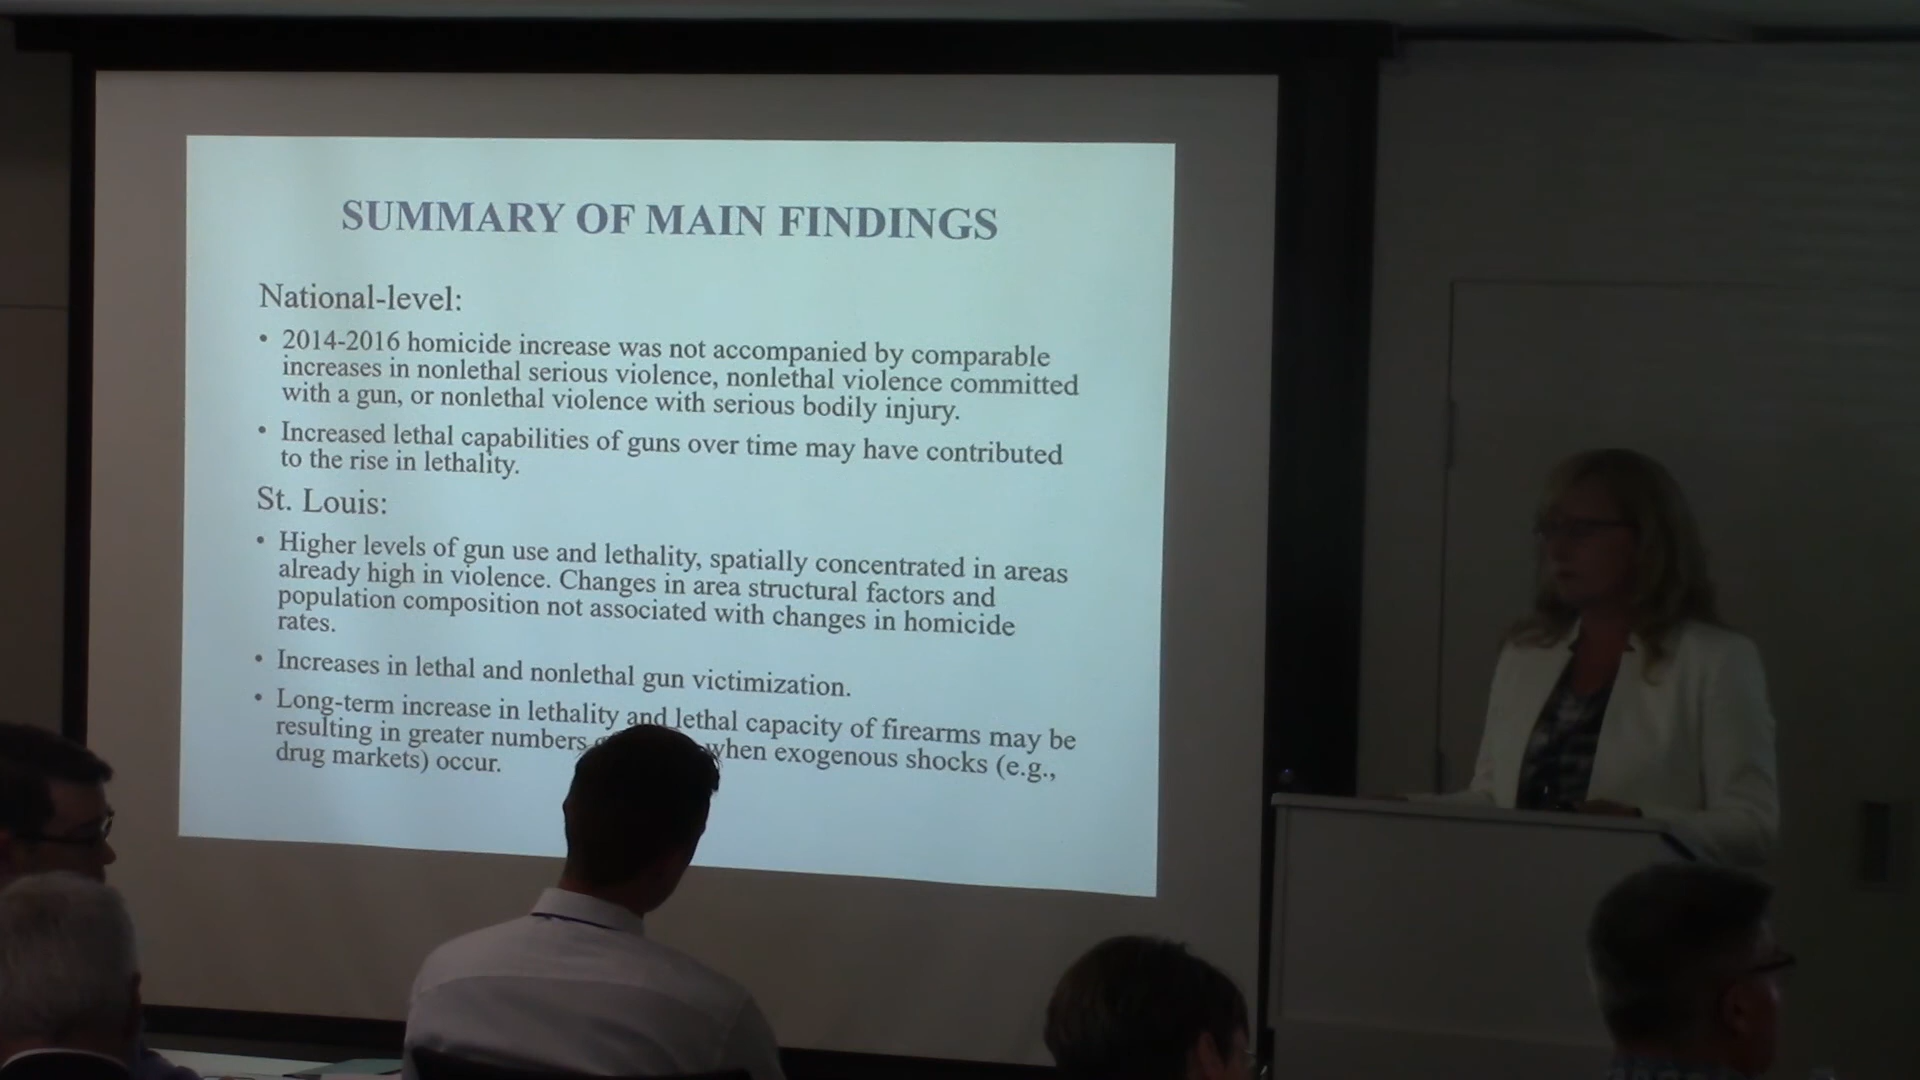 SUMMARY OF MAIN FINDINGS
National-level:
• 2014-2016 homicide increase was not accompanied by comparable
increases in nonlethal serious violence, nonlethal violence committed
with a gun, or nonlethal violence with serious bodily injury.
• Increased lethal capabilities of guns over time may have contributed
to the rise in lethality.
St. Louis:
• Higher levels of gun use and lethality, spatially concentrated in areas
already high in violence. Changes in area structural factors and
population composition not associated with changes in homicide
rates.
• Increases in lethal and nonlethal gun victimization.
• Long-term increase in lethality and lethal capacity of firearms may be
resulting in greater numbers when exogenous shocks (e.g.,
drug markets) occur.